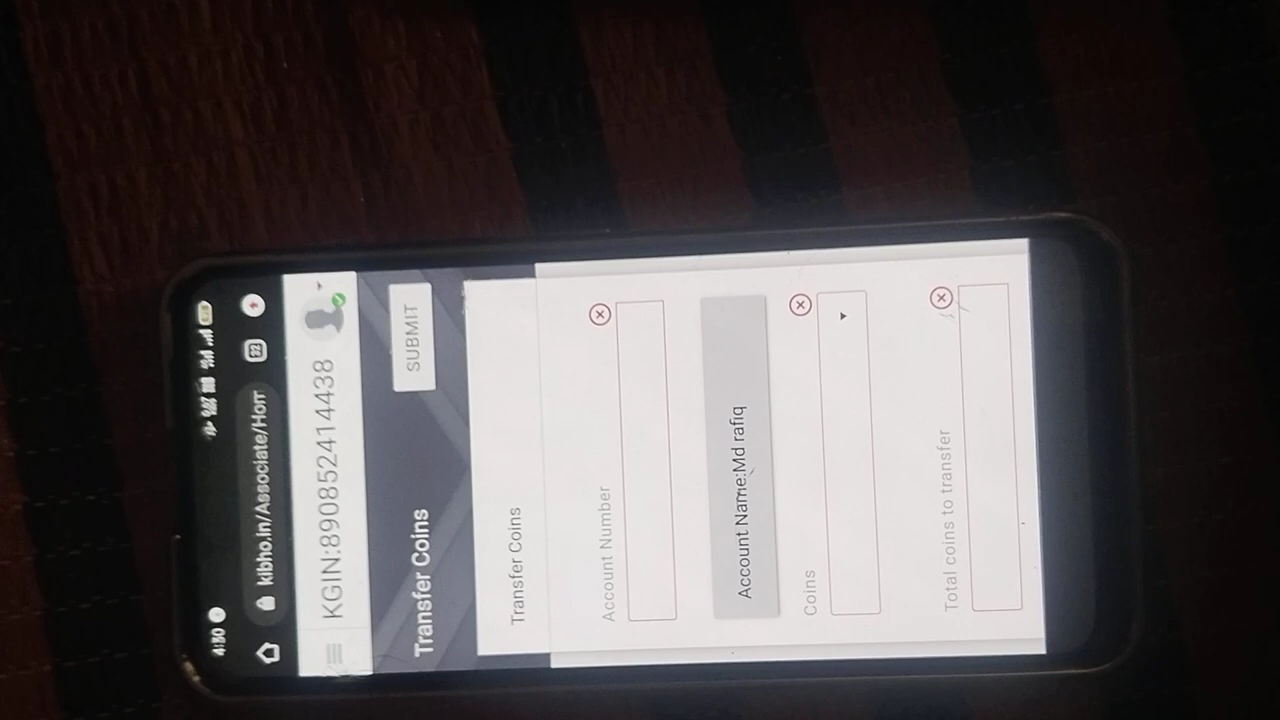 4:30
kibho.in/Associate/Hom
22
KGIN:890852414438
Transfer Coins
SUBMIT
Transfer Coins
Account Number
Account Name:Md rafiq
Coins
Total coins to transfer